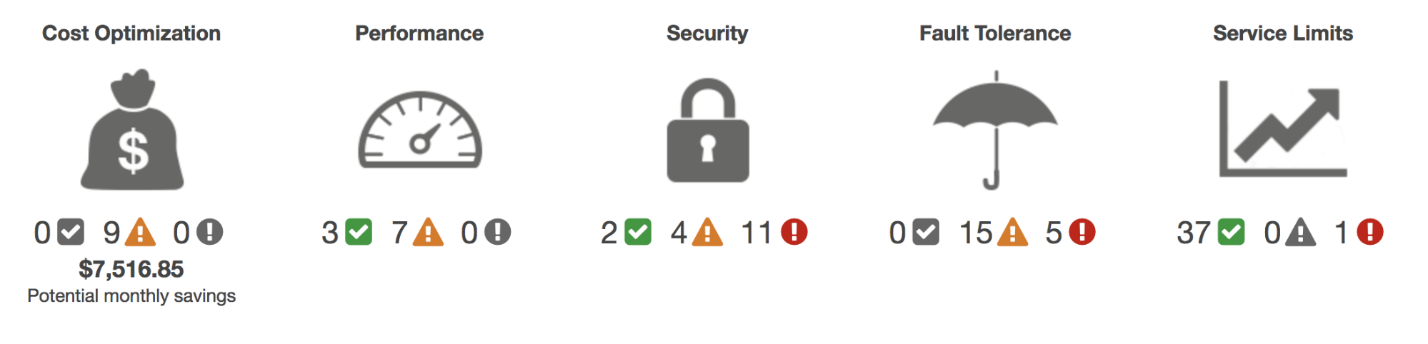 Cost Optimization Performance Security Fault Tolerance Service Limits
$
0 9 0 3 7 0 2 4 11 0 15 5 37 0 1
$7,516.85
Potential monthly savings